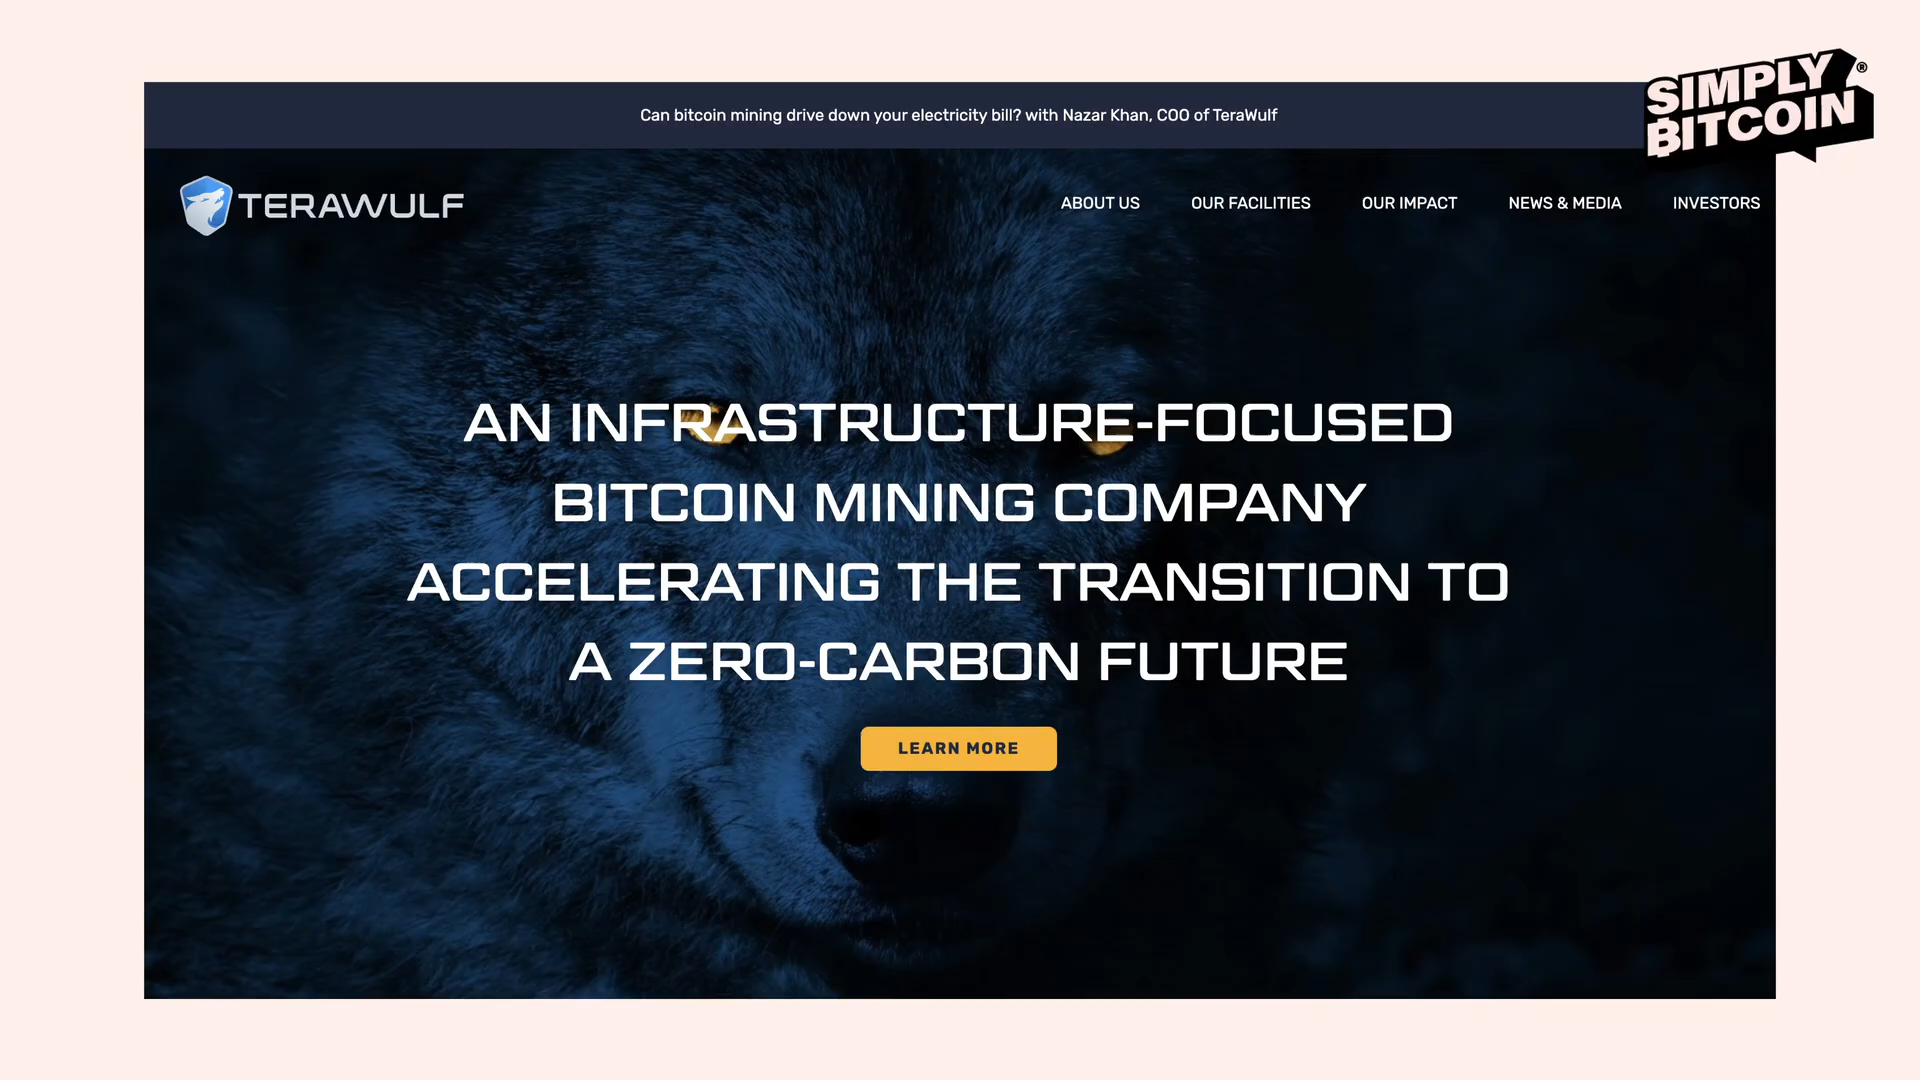 SIMPLY
BITCOIN
®
Can bitcoin mining drive down your electricity bill? with Nazar Khan, COO of TeraWulf
TERAWULF
ABOUT US
OUR FACILITIES
OUR IMPACT
NEWS & MEDIA
INVESTORS
AN INFRASTRUCTURE-FOCUSED
BITCOIN MINING COMPANY
ACCELERATING THE TRANSITION TO
A ZERO-CARBON FUTURE
LEARN MORE